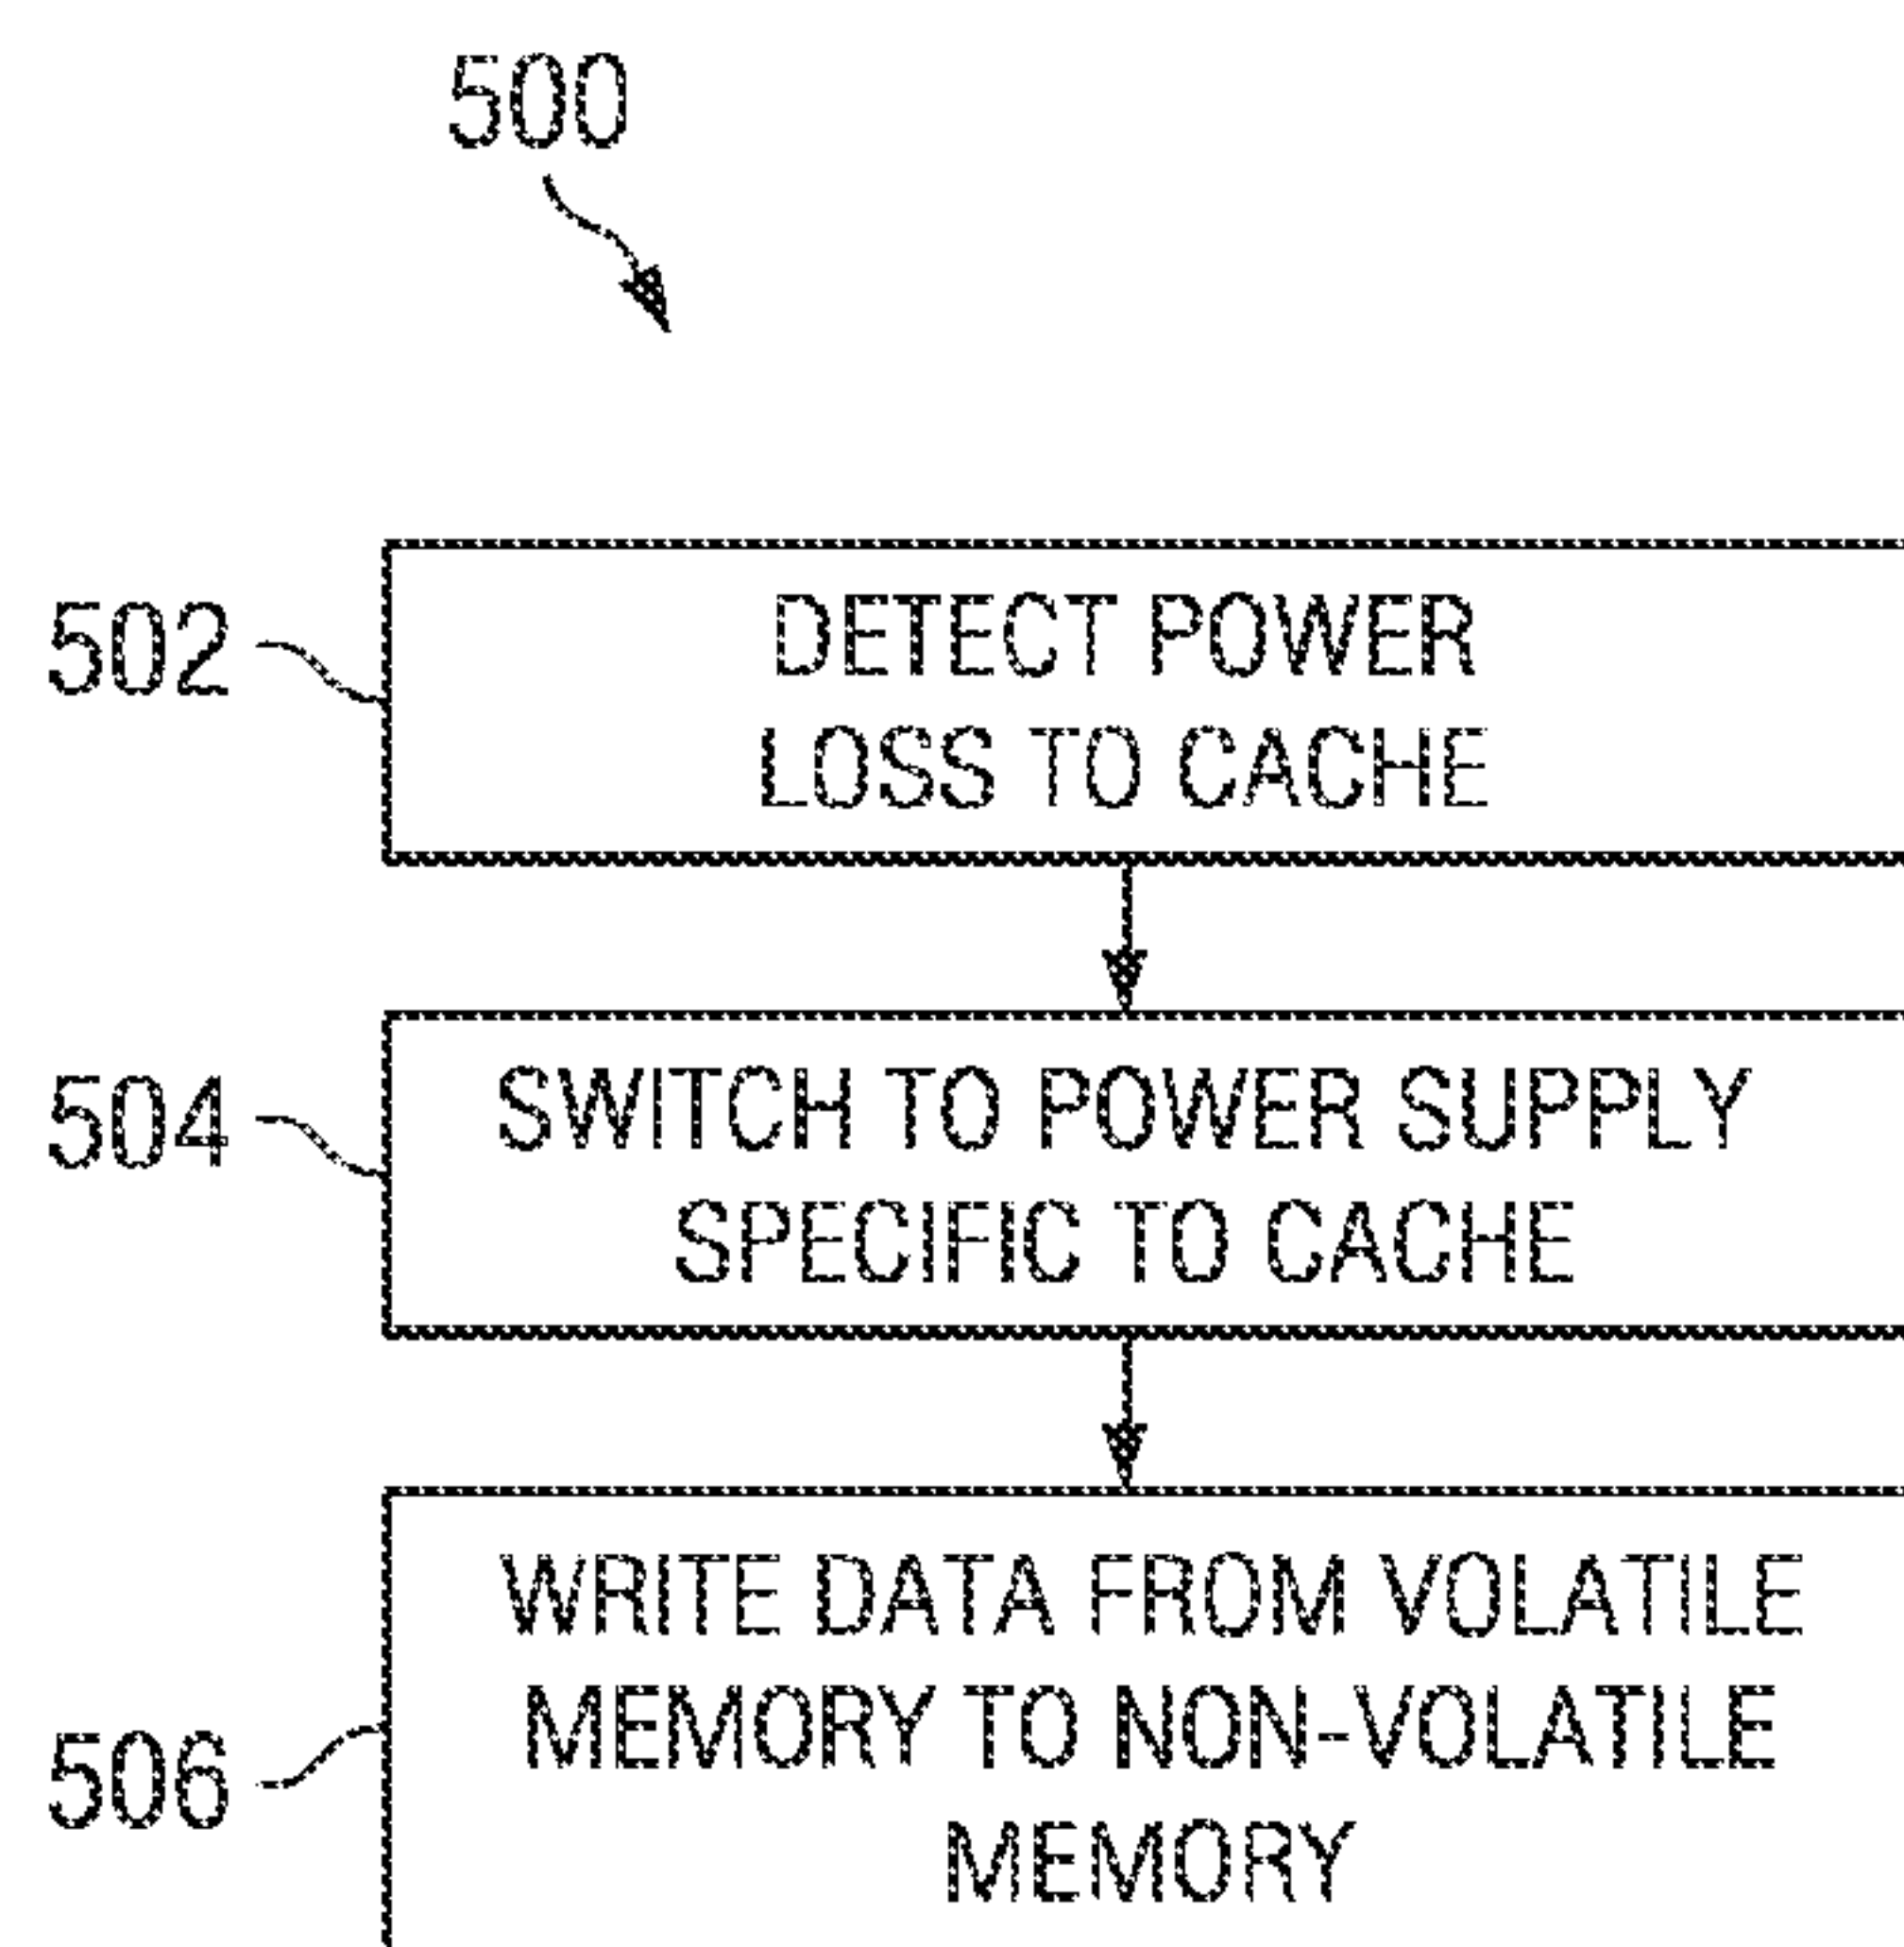 500
502
DETECT POWER
LOSS TO CACHE
504
SWITCH TO POWER SUPPLY
SPECIFIC TO CACHE
506
WRITE DATA FROM VOLATILE
MEMORY TO NON-VOLATILE
MEMORY